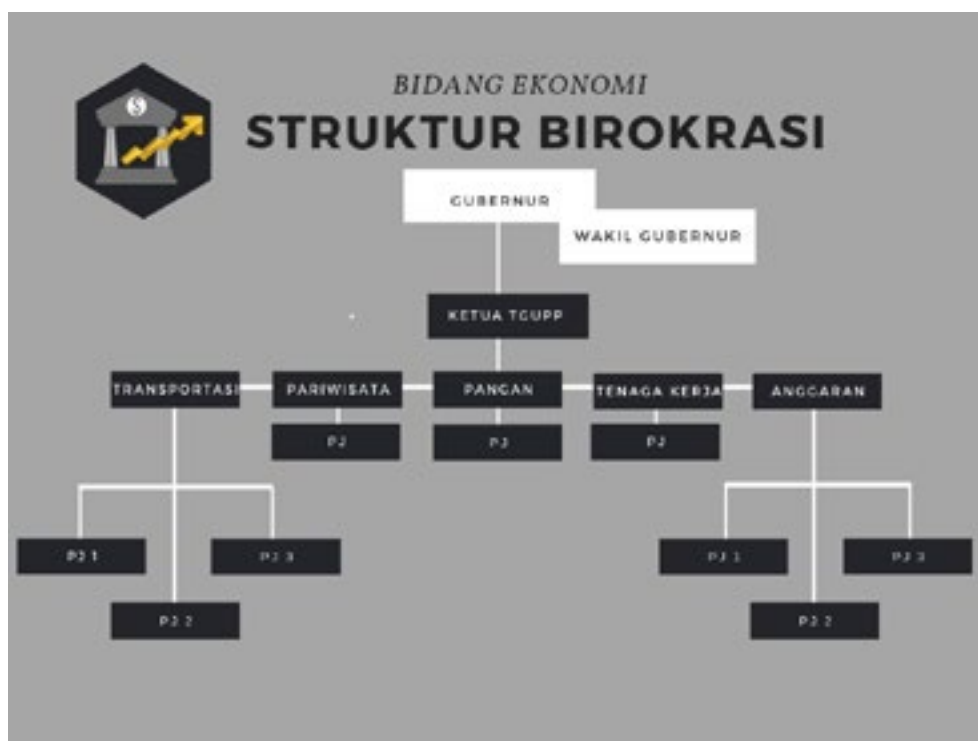 BIDANG EKONOMI
STRUKTUR BIROKRASI
GUBERNUR
WAKIL GUBERNUR
KETUA TGUPP
TRANSPORTASI
PARIWISATA
PANGAN
TENAGA KERJA
ANGGARAN
PJ
PJ
PJ
PJ 1
PJ 3
PJ 1
PJ 3
PJ 2
PJ 2